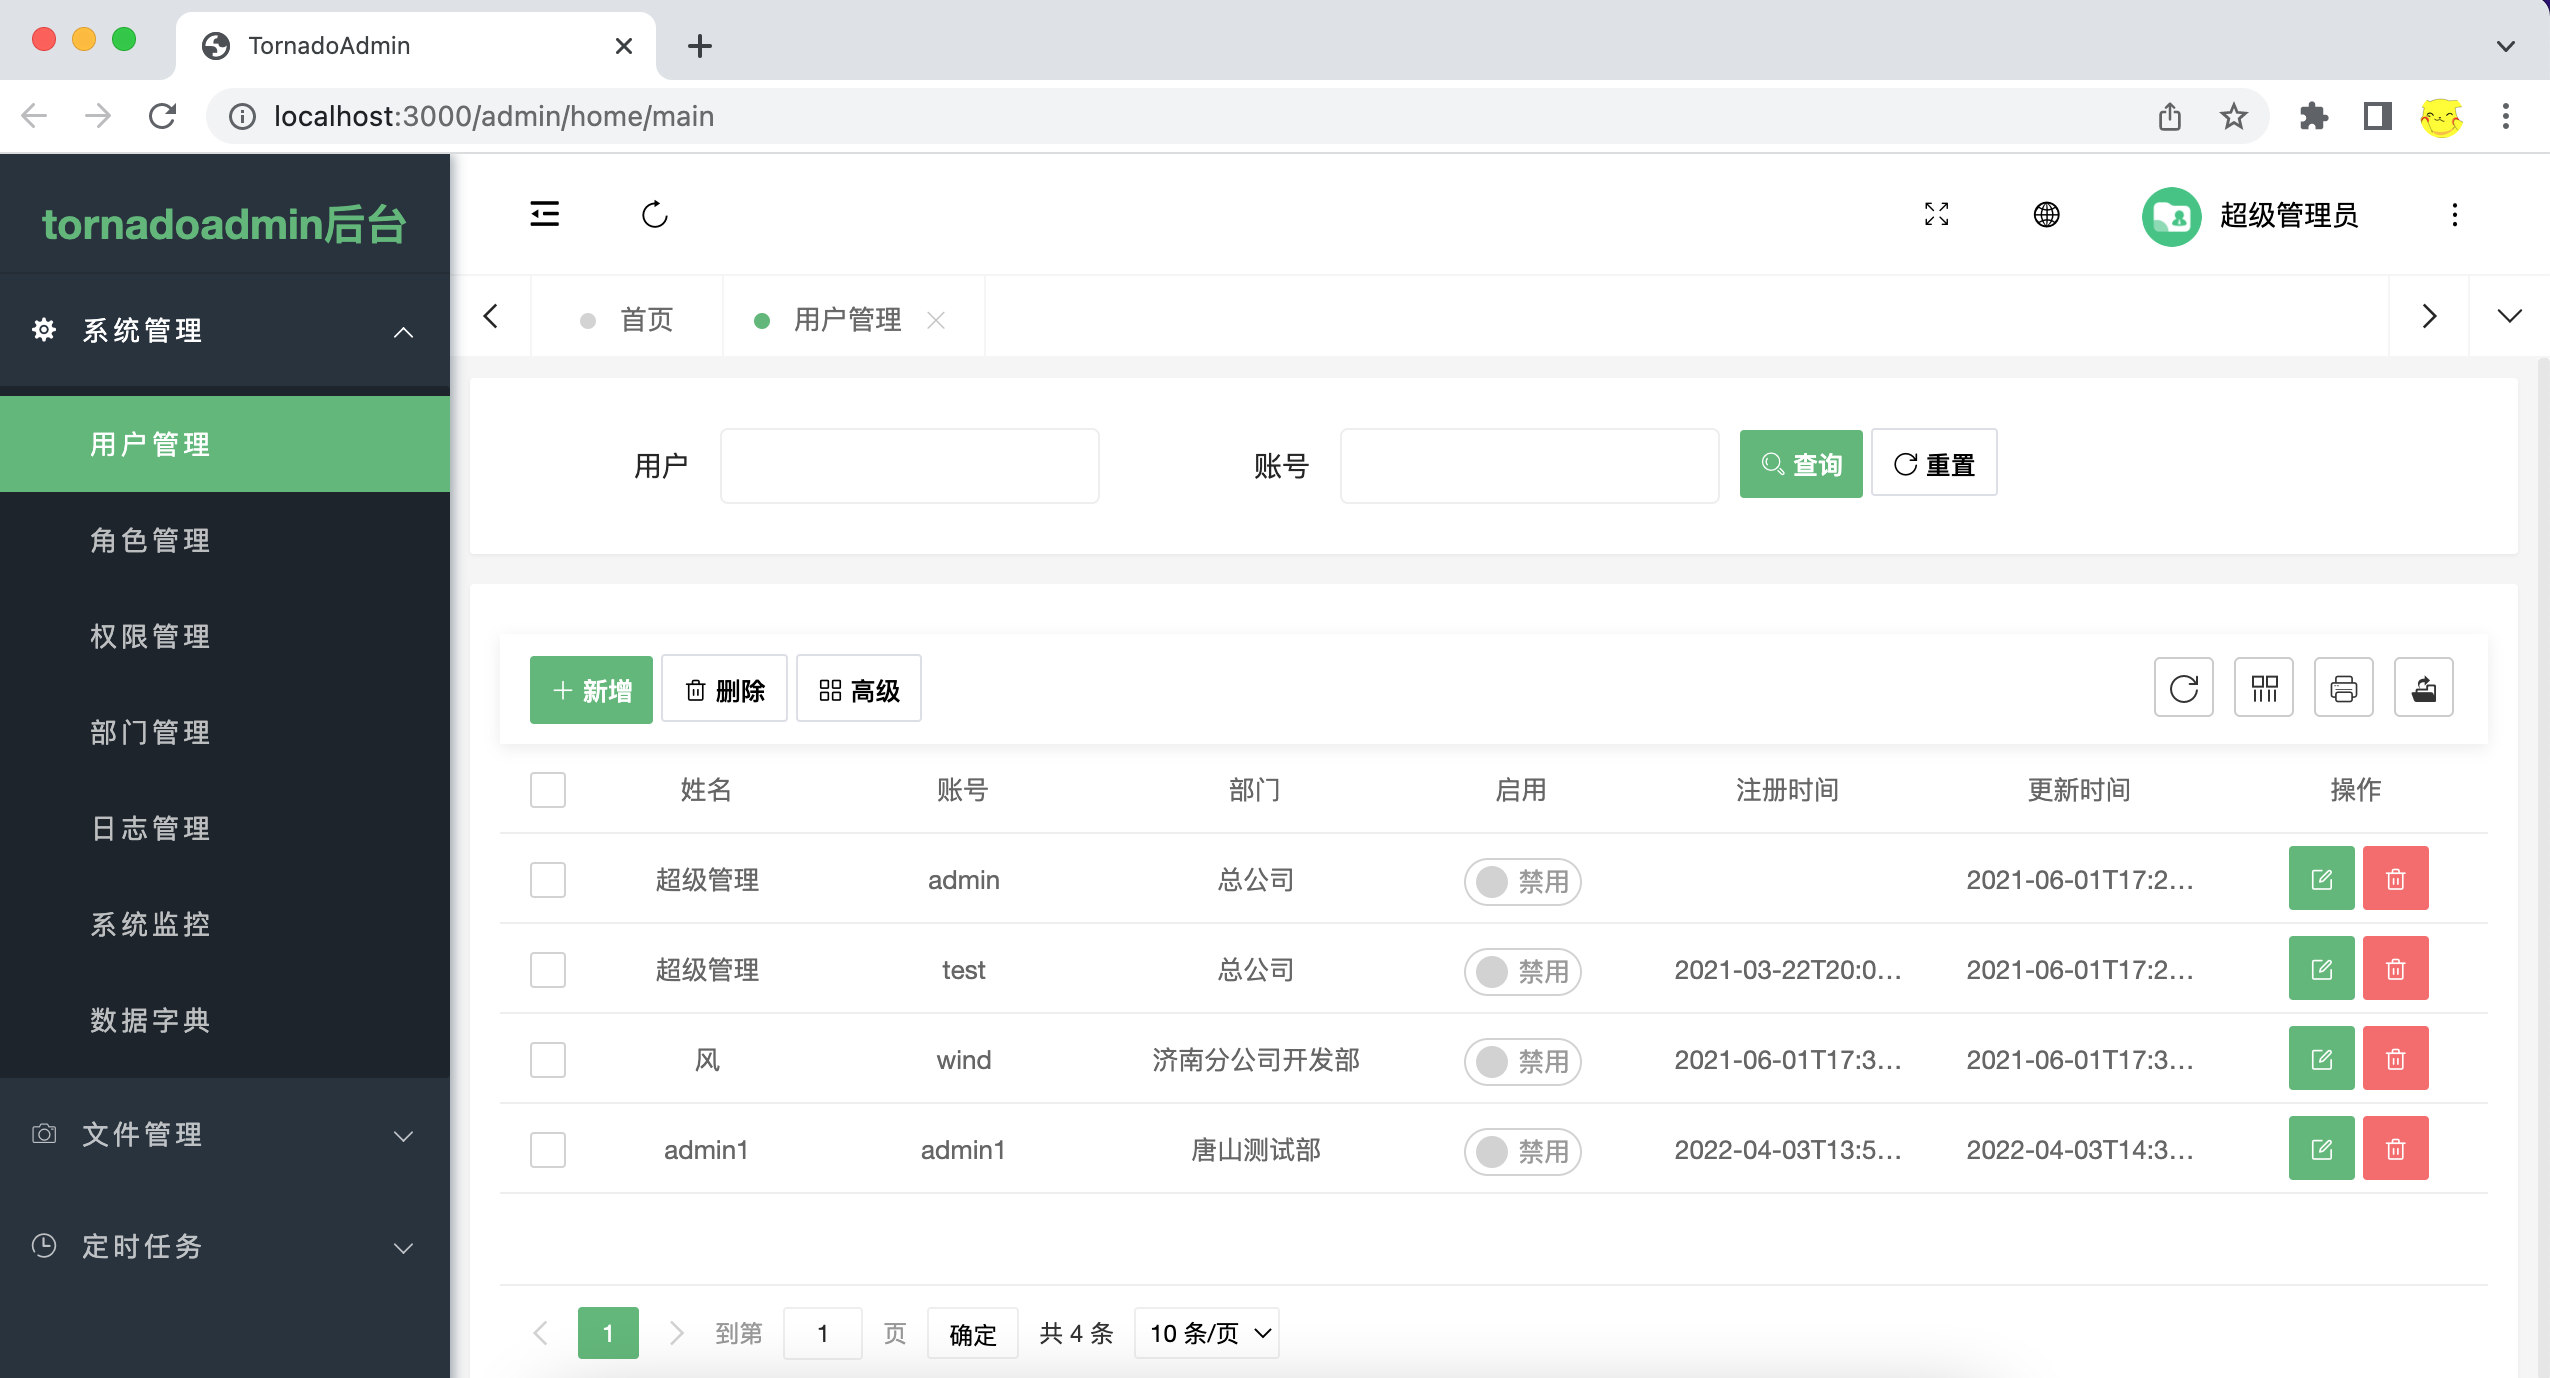 TornadoAdmin
localhost:3000/admin/home/main
tornadoadmin后台
超级管理员
系统管理
首页
用户管理
用户管理
角色管理
权限管理
部门管理
日志管理
系统监控
数据字典
文件管理
定时任务
用户
账号
查询
重置
新增
删除
高级
姓名 账号 部门 启用 注册时间 更新时间 操作
超级管理 admin 总公司 禁用 2021-06-01T17:2...
超级管理 test 总公司 禁用 2021-03-22T20:0... 2021-06-01T17:2...
风 wind 济南分公司开发部 禁用 2021-06-01T17:3... 2021-06-01T17:3...
admin1 admin1 唐山测试部 禁用 2022-04-03T13:5... 2022-04-03T14:3...
1 到第 1 页 确定 共 4 条 10 条/页